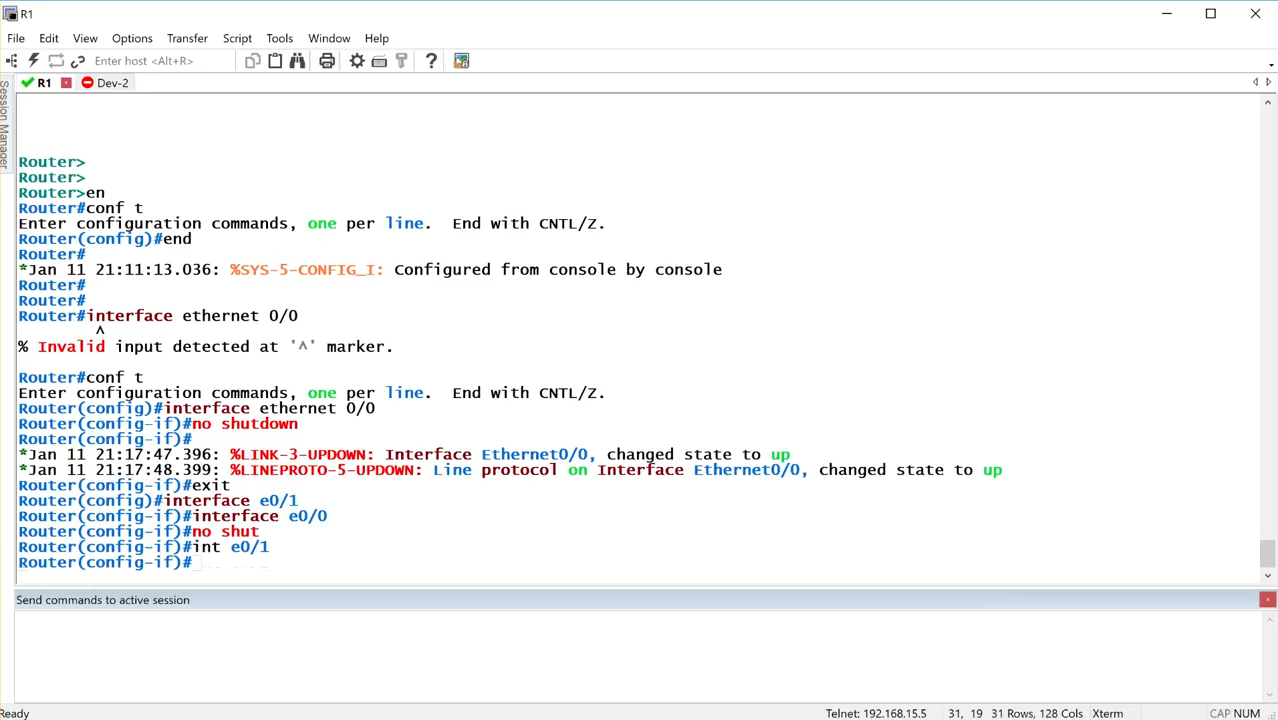 R1
File Edit View Options Transfer Script Tools Window Help
Enter host <Alt+R>
R1 Dev-2
Session Manager
Router>
Router>
Router>en
Router#conf t
Enter configuration commands, one per line.  End with CNTL/Z.
Router(config)#end
Router#
*Jan 11 21:11:13.036: %SYS-5-CONFIG_I: Configured from console by console
Router#
Router#
Router#interface ethernet 0/0
^
% Invalid input detected at '^' marker.
Router#conf t
Enter configuration commands, one per line.  End with CNTL/Z.
Router(config)#interface ethernet 0/0
Router(config-if)#no shutdown
Router(config-if)#
*Jan 11 21:17:47.396: %LINK-3-UPDOWN: Interface Ethernet0/0, changed state to up
*Jan 11 21:17:48.399: %LINEPROTO-5-UPDOWN: Line protocol on Interface Ethernet0/0, changed state to up
Router(config-if)#exit
Router(config)#interface e0/1
Router(config-if)#interface e0/0
Router(config-if)#no shut
Router(config-if)#int e0/1
Router(config-if)#
Send commands to active session
Ready Telnet: 192.168.15.5 31, 19 31 Rows, 128 Cols Xterm CAP NUM